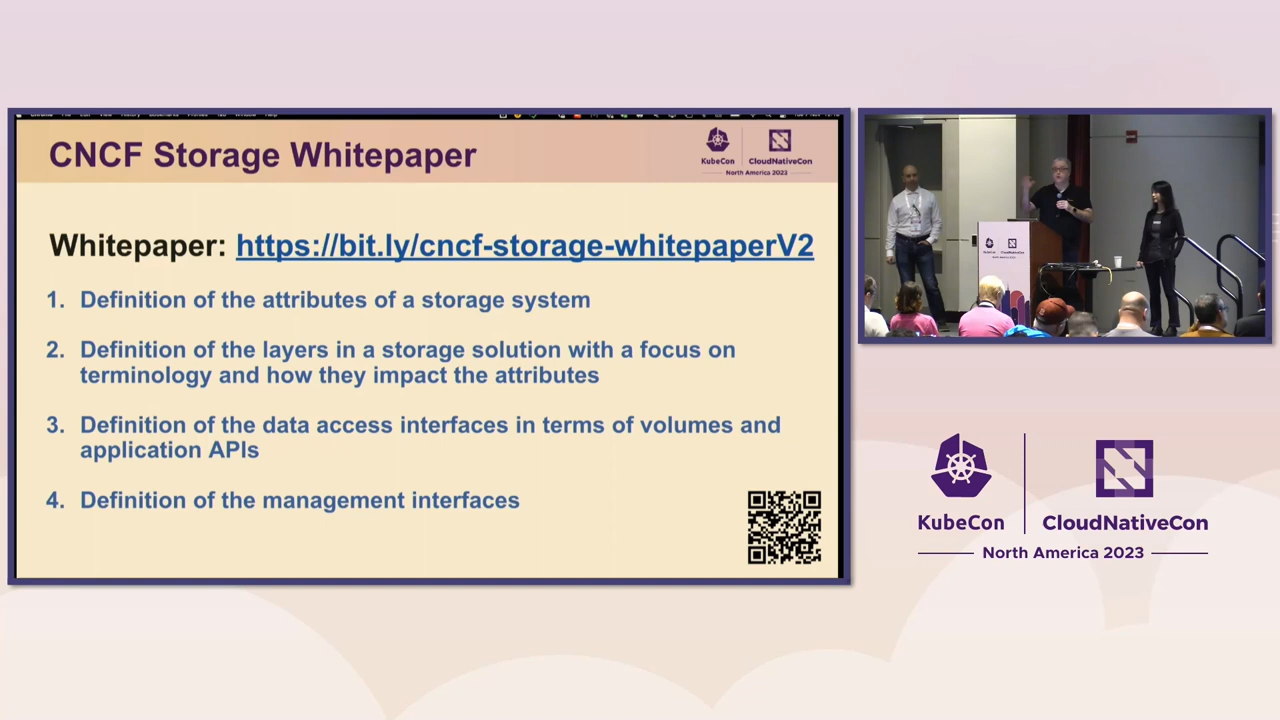 CNCF Storage Whitepaper
KubeCon
CloudNativeCon
North America 2023
Whitepaper: https://bit.ly/cncf-storage-whitepaperV2
1. Definition of the attributes of a storage system
2. Definition of the layers in a storage solution with a focus on
terminology and how they impact the attributes
3. Definition of the data access interfaces in terms of volumes and
application APIs
4. Definition of the management interfaces
KubeCon
CloudNativeCon
North America 2023